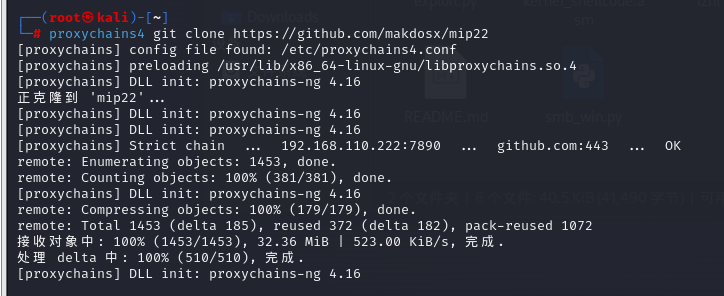 ┌──(root㉿kali)-[~]
└─# proxychains4 git clone https://github.com/makdosx/mip22
[proxychains] config file found: /etc/proxychains4.conf
[proxychains] preloading /usr/lib/x86_64-linux-gnu/libproxychains.so.4
[proxychains] DLL init: proxychains-ng 4.16
正克隆到 'mip22'...
[proxychains] DLL init: proxychains-ng 4.16
[proxychains] DLL init: proxychains-ng 4.16
[proxychains] Strict chain ... 192.168.110.222:7890 ... github.com:443 ... OK
remote: Enumerating objects: 1453, done.
remote: Counting objects: 100% (381/381), done.
[proxychains] DLL init: proxychains-ng 4.16
remote: Compressing objects: 100% (179/179), done.
remote: Total 1453 (delta 185), reused 372 (delta 182), pack-reused 1072
接收对象中: 100% (1453/1453), 32.36 MiB | 523.00 KiB/s, 完成.
处理 delta 中: 100% (510/510), 完成.
[proxychains] DLL init: proxychains-ng 4.16
Downloads
README.md
smb_win.py